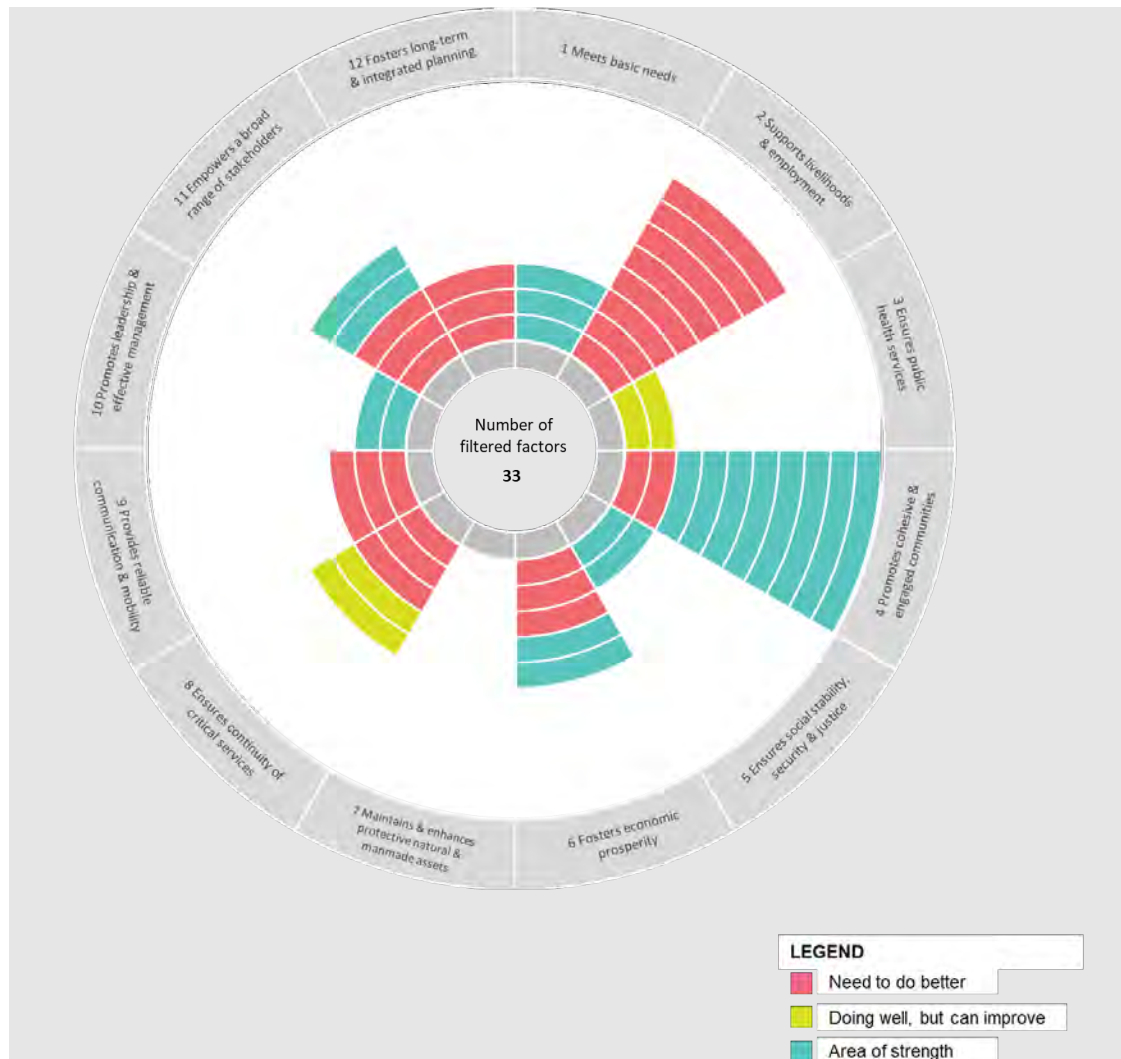 1 Meets basic needs
2 Supports livelihoods
& employment
3 Ensures public
health services
4 Promotes cohesive &
engaged communities
5 Ensures social stability,
security & justice
6 Fosters economic
prosperity
7 Maintains & enhances
protective natural &
manmade assets
8 Ensures continuity of
critical services
9 Provides reliable
communication & mobility
10 Promotes leadership &
effective management
11 Empowers a broad
range of stakeholders
12 Fosters long-term
& integrated planning
Number of
filtered factors
33
LEGEND
Need to do better
Doing well, but can improve
Area of strength